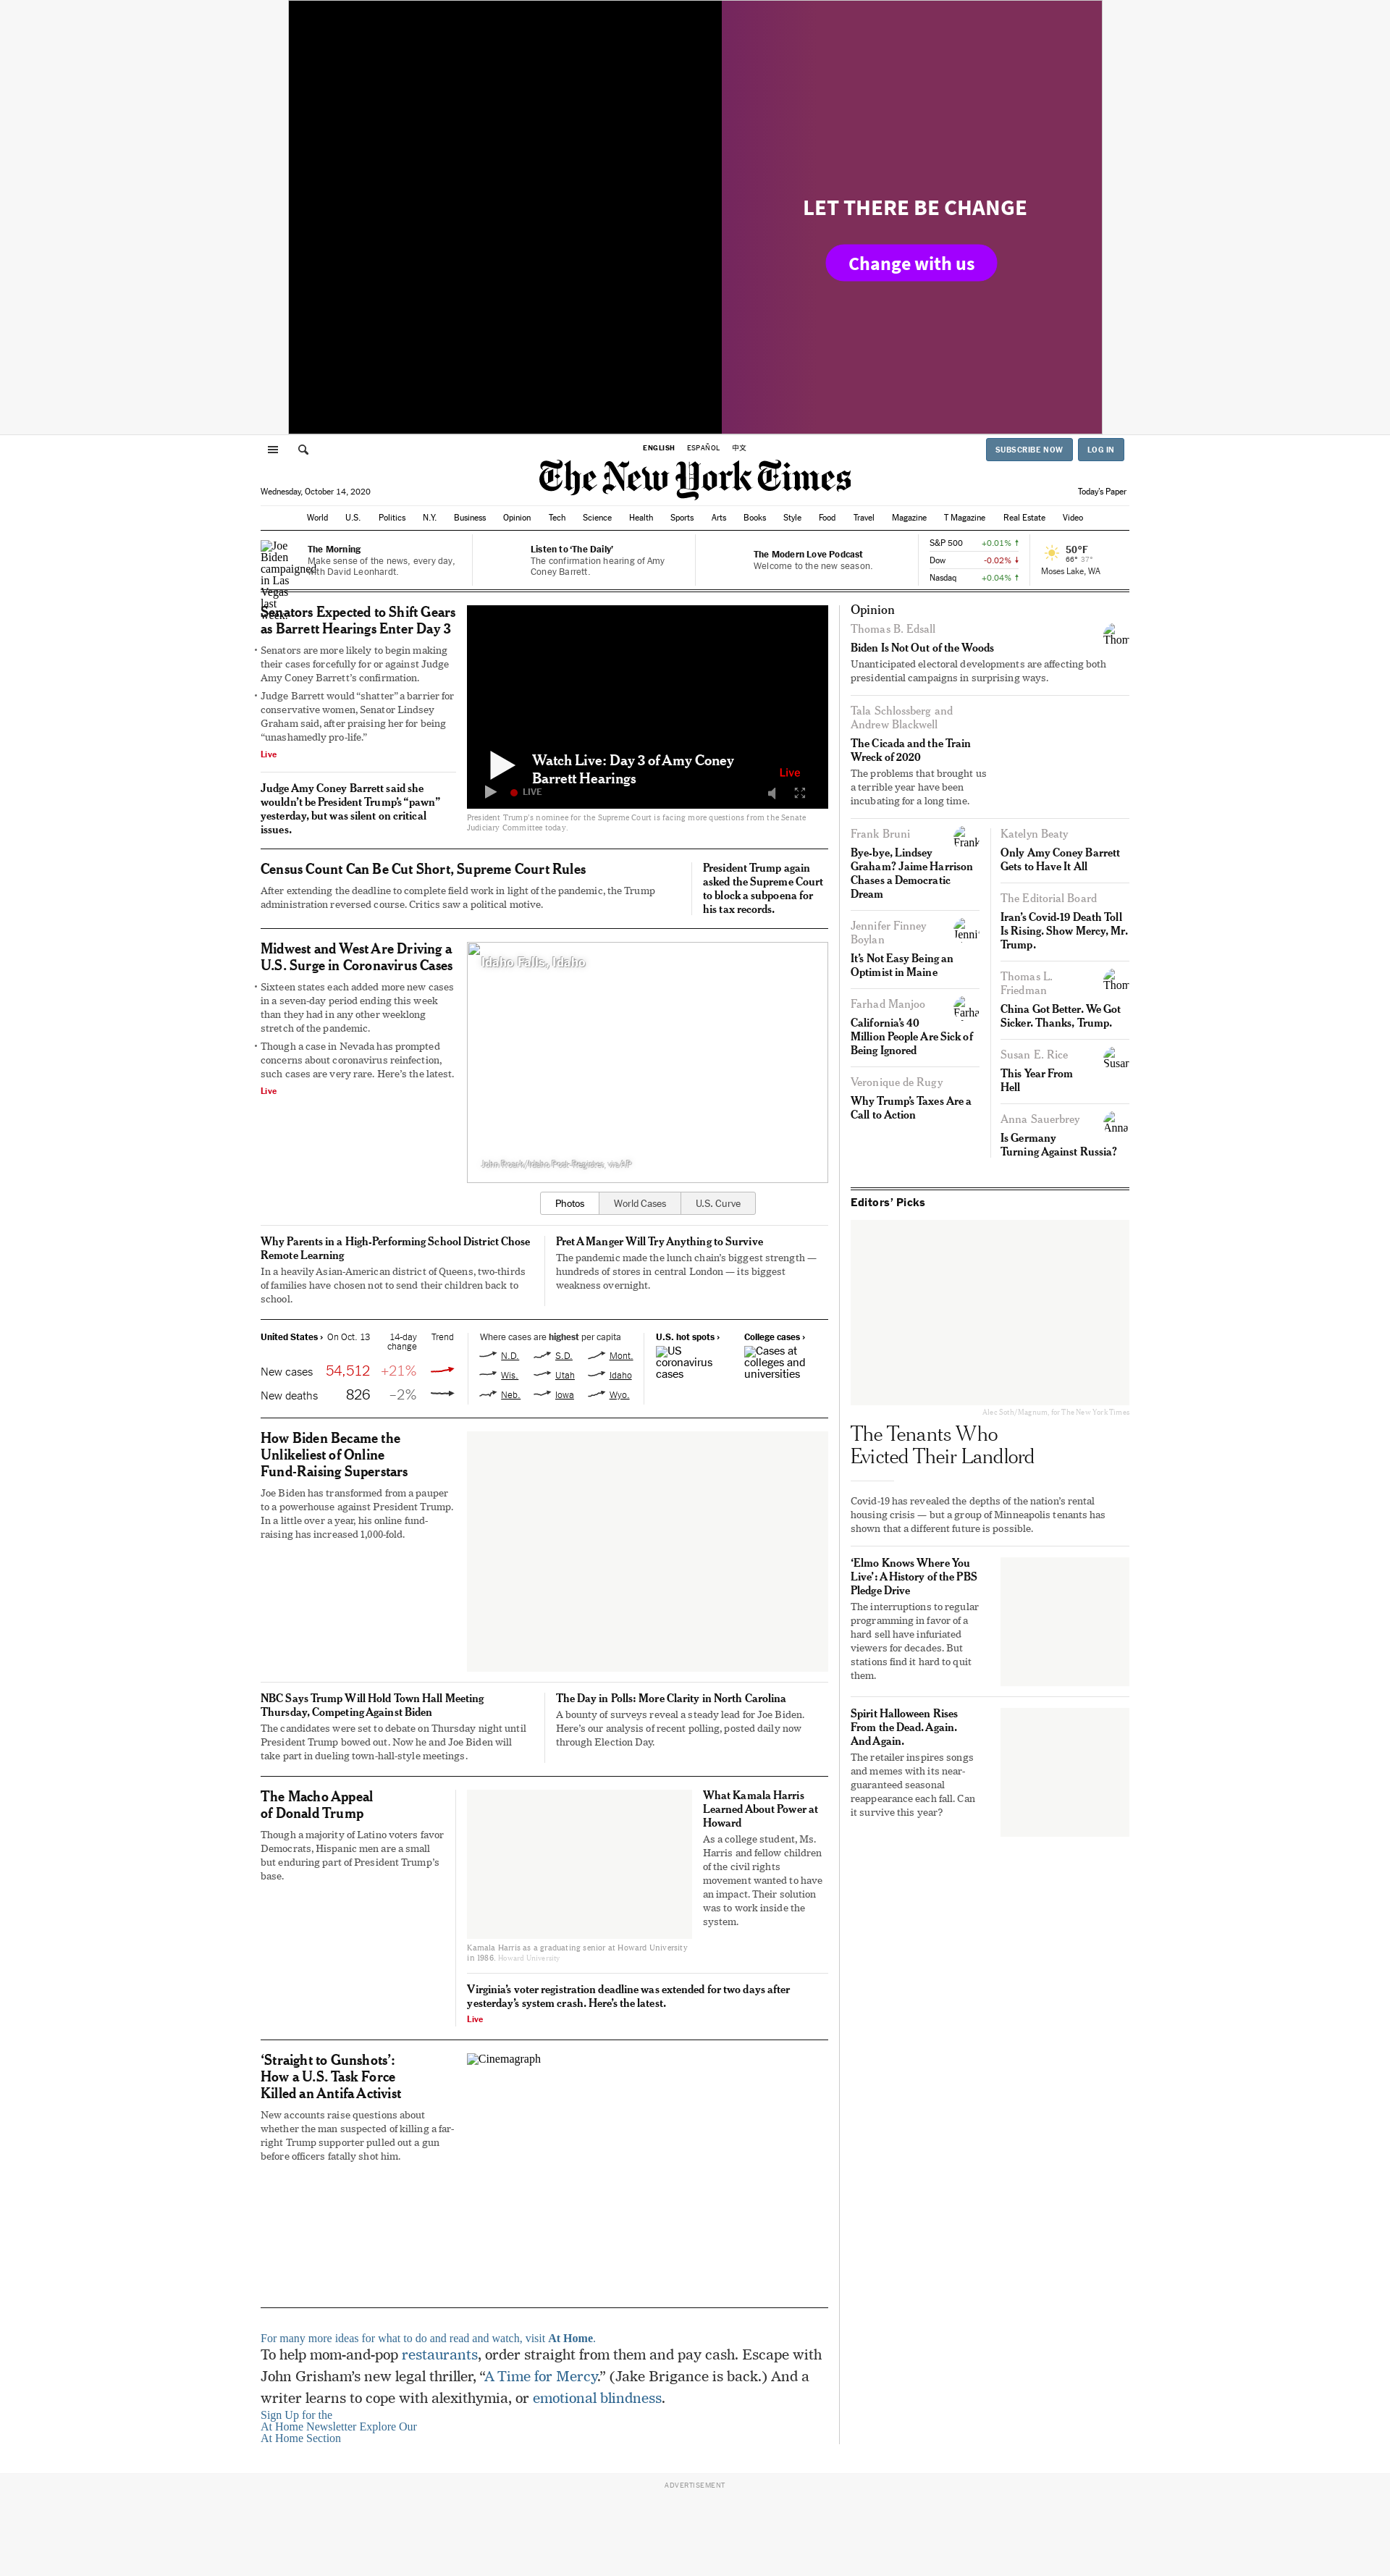 LET THERE BE CHANGE
Change with us
ENGLISH ESPAÑOL 中文
SUBSCRIBE NOW LOG IN
The New York Times
Wednesday, October 14, 2020
Today's Paper
World U.S. Politics N.Y. Business Opinion Tech Science Health Sports Arts Books Style Food Travel Magazine T Magazine Real Estate Video
Joe
Biden
campaigned
in Las
Vegas
last
week.
The Morning
Make sense of the news, every day,
with David Leonhardt.
Listen to ‘The Daily’
The confirmation hearing of Amy
Coney Barrett.
The Modern Love Podcast
Welcome to the new season.
S&P 500 +0.01% ↑
Dow -0.02% ↓
Nasdaq +0.04% ↑
50°F
66° 37°
Moses Lake, WA
Senators Expected to Shift Gears
as Barrett Hearings Enter Day 3
• Senators are more likely to begin making
their cases forcefully for or against Judge
Amy Coney Barrett’s confirmation.
• Judge Barrett would “shatter” a barrier for
conservative women, Senator Lindsey
Graham said, after praising her for being
“unashamedly pro-life.”
Live
Judge Amy Coney Barrett said she
wouldn’t be President Trump’s “pawn”
yesterday, but was silent on critical
issues.
Watch Live: Day 3 of Amy Coney
Barrett Hearings
Live
LIVE
President Trump’s nominee for the Supreme Court is facing more questions from the Senate
Judiciary Committee today.
Census Count Can Be Cut Short, Supreme Court Rules
After extending the deadline to complete field work in light of the pandemic, the Trump
administration reversed course. Critics saw a political motive.
President Trump again
asked the Supreme Court
to block a subpoena for
his tax records.
Midwest and West Are Driving a
U.S. Surge in Coronavirus Cases
• Sixteen states each added more new cases
in a seven-day period ending this week
than they had in any other weeklong
stretch of the pandemic.
• Though a case in Nevada has prompted
concerns about coronavirus reinfection,
such cases are very rare. Here’s the latest.
Live
Idaho Falls, Idaho
John Roark/Idaho Post-Register, via AP
Photos World Cases U.S. Curve
Why Parents in a High-Performing School District Chose
Remote Learning
In a heavily Asian-American district of Queens, two-thirds
of families have chosen not to send their children back to
school.
Pret A Manger Will Try Anything to Survive
The pandemic made the lunch chain’s biggest strength —
hundreds of stores in central London — its biggest
weakness overnight.
United States › On Oct. 13 14-day
change Trend
New cases 54,512 +21%
New deaths 826 –2%
Where cases are highest per capita
N.D. S.D. Mont.
Wis. Utah Idaho
Neb. Iowa Wyo.
U.S. hot spots ›
US
coronavirus
cases
College cases ›
Cases at
colleges and
universities
How Biden Became the
Unlikeliest of Online
Fund-Raising Superstars
Joe Biden has transformed from a pauper
to a powerhouse against President Trump.
In a little over a year, his online fund-
raising has increased 1,000-fold.
NBC Says Trump Will Hold Town Hall Meeting
Thursday, Competing Against Biden
The candidates were set to debate on Thursday night until
President Trump bowed out. Now he and Joe Biden will
take part in dueling town-hall-style meetings.
The Day in Polls: More Clarity in North Carolina
A bounty of surveys reveal a steady lead for Joe Biden.
Here’s our analysis of recent polling, posted daily now
through Election Day.
The Macho Appeal
of Donald Trump
Though a majority of Latino voters favor
Democrats, Hispanic men are a small
but enduring part of President Trump’s
base.
Kamala Harris as a graduating senior at Howard University
in 1986. Howard University
What Kamala Harris
Learned About Power at
Howard
As a college student, Ms.
Harris and fellow children
of the civil rights
movement wanted to have
an impact. Their solution
was to work inside the
system.
Virginia’s voter registration deadline was extended for two days after
yesterday’s system crash. Here’s the latest.
Live
‘Straight to Gunshots’:
How a U.S. Task Force
Killed an Antifa Activist
New accounts raise questions about
whether the man suspected of killing a far-
right Trump supporter pulled out a gun
before officers fatally shot him.
Cinemagraph
For many more ideas for what to do and read and watch, visit At Home.
To help mom-and-pop restaurants, order straight from them and pay cash. Escape with
John Grisham’s new legal thriller, “A Time for Mercy.” (Jake Brigance is back.) And a
writer learns to cope with alexithymia, or emotional blindness.
Sign Up for the
At Home Newsletter Explore Our
At Home Section
Opinion
Thomas B. Edsall
Thom
Biden Is Not Out of the Woods
Unanticipated electoral developments are affecting both
presidential campaigns in surprising ways.
Tala Schlossberg and
Andrew Blackwell
The Cicada and the Train
Wreck of 2020
The problems that brought us
a terrible year have been
incubating for a long time.
Frank Bruni
Frank
Bye-bye, Lindsey
Graham? Jaime Harrison
Chases a Democratic
Dream
Jennifer Finney
Boylan
Jenni
It’s Not Easy Being an
Optimist in Maine
Farhad Manjoo
Farha
California’s 40
Million People Are Sick of
Being Ignored
Veronique de Rugy
Why Trump’s Taxes Are a
Call to Action
Katelyn Beaty
Only Amy Coney Barrett
Gets to Have It All
The Editorial Board
Iran’s Covid-19 Death Toll
Is Rising. Show Mercy, Mr.
Trump.
Thomas L.
Friedman
Thom
China Got Better. We Got
Sicker. Thanks, Trump.
Susan E. Rice
Susan
This Year From
Hell
Anna Sauerbrey
Anna
Is Germany
Turning Against Russia?
Editors’ Picks
Alec Soth/Magnum, for The New York Times
The Tenants Who
Evicted Their Landlord
Covid-19 has revealed the depths of the nation’s rental
housing crisis — but a group of Minneapolis tenants has
shown that a different future is possible.
‘Elmo Knows Where You
Live’: A History of the PBS
Pledge Drive
The interruptions to regular
programming in favor of a
hard sell have infuriated
viewers for decades. But
stations find it hard to quit
them.
Spirit Halloween Rises
From the Dead. Again.
And Again.
The retailer inspires songs
and memes with its near-
guaranteed seasonal
reappearance each fall. Can
it survive this year?
ADVERTISEMENT